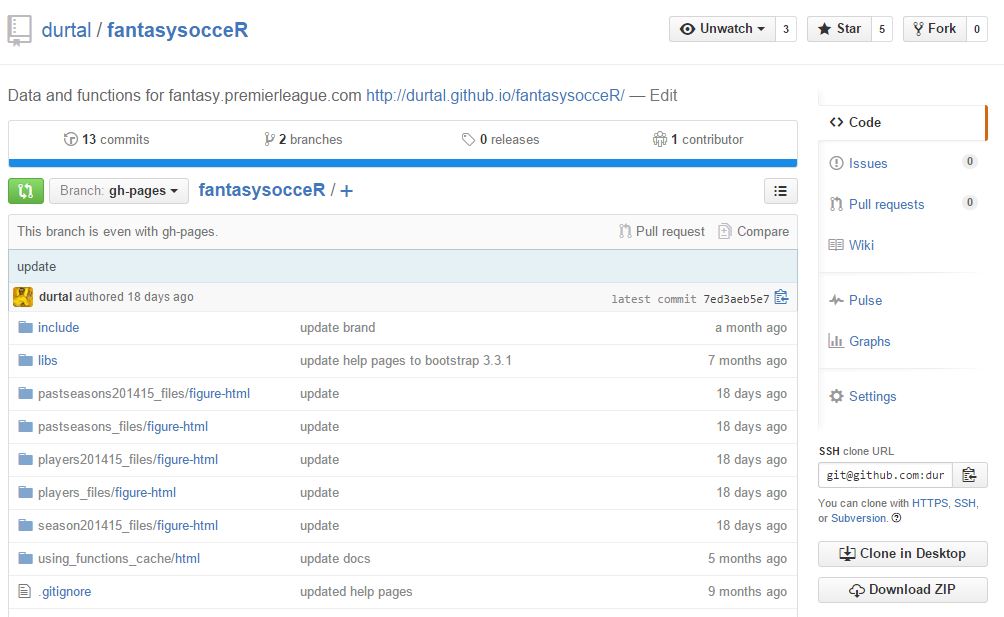 durtal / fantasysocceR
Unwatch 3 Star 5 Fork 0
Data and functions for fantasy.premierleague.com http://durtal.github.io/fantasysocceR/ — Edit
13 commits 2 branches 0 releases 1 contributor
Branch: gh-pages fantasysocceR / +
This branch is even with gh-pages. Pull request Compare
update
durtal authored 18 days ago latest commit 7ed3aeb5e7
include update brand a month ago
libs update help pages to bootstrap 3.3.1 7 months ago
pastseasons201415_files/figure-html update 18 days ago
pastseasons_files/figure-html update 18 days ago
players201415_files/figure-html update 18 days ago
players_files/figure-html update 18 days ago
season201415_files/figure-html update 18 days ago
using_functions_cache/html update docs 5 months ago
.gitignore updated help pages 9 months ago
Code
Issues 0
Pull requests 0
Wiki
Pulse
Graphs
Settings
SSH clone URL
git@github.com:dur
You can clone with HTTPS, SSH,
or Subversion.
Clone in Desktop
Download ZIP